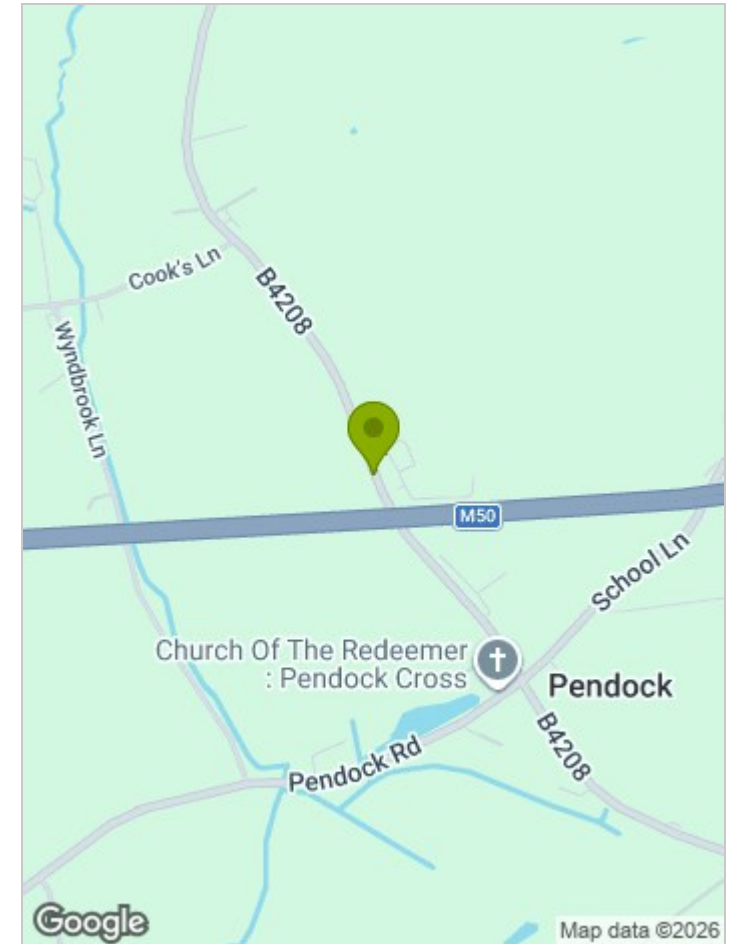 Cook's Ln
B4208
Wyndbrook Ln
M50
School Ln
Church Of The Redeemer
: Pendock Cross
Pendock
B4208
Pendock Rd
Google
Map data ©2026